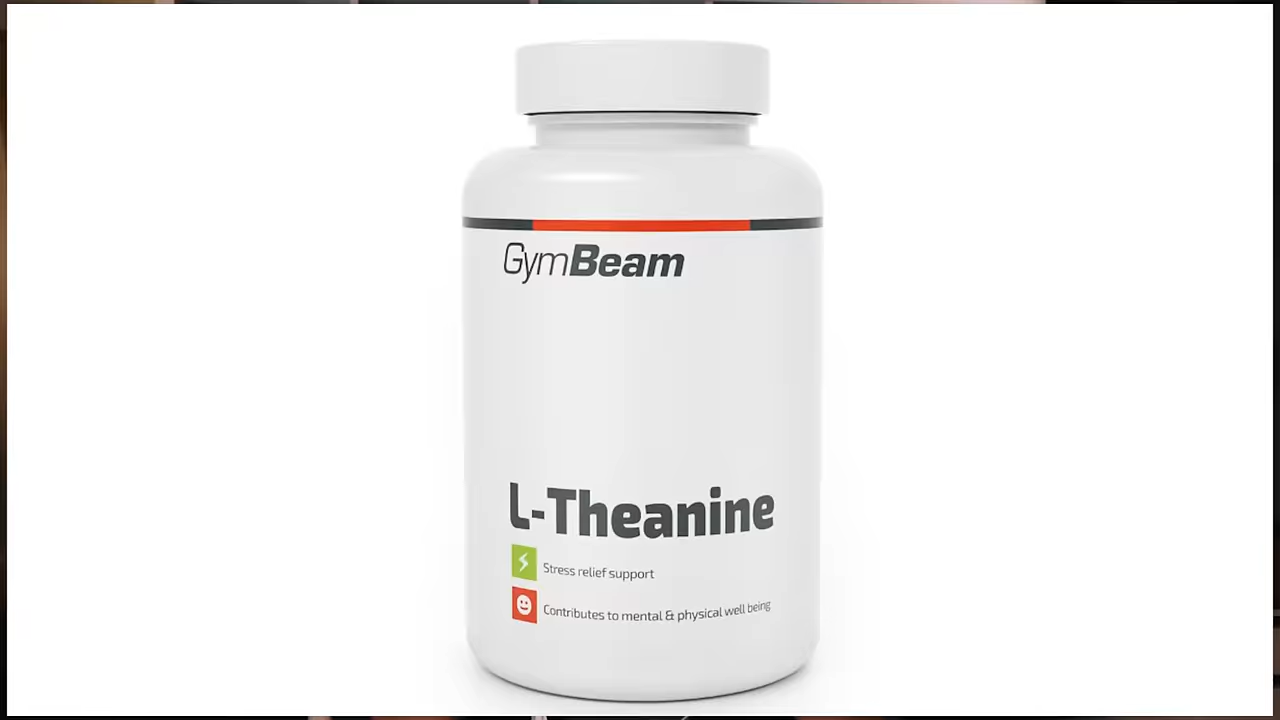 GymBeam
L-Theanine
Stress relief support
Contributes to mental & physical well being